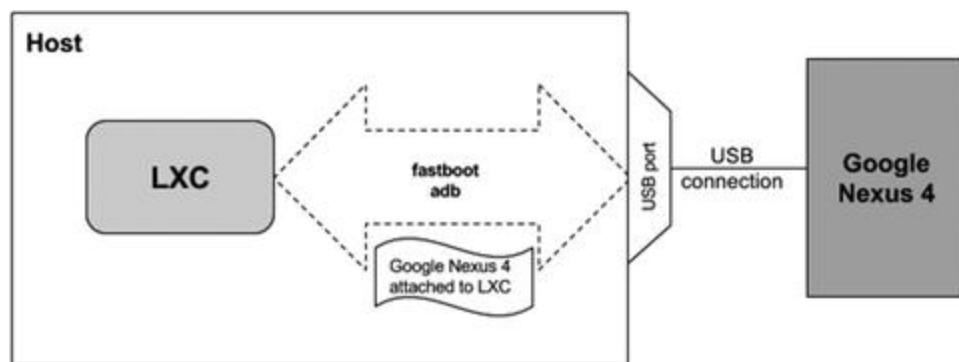 Host
LXC
fastboot
adb
Google Nexus 4
attached to LXC
USB port
USB
connection
Google
Nexus 4